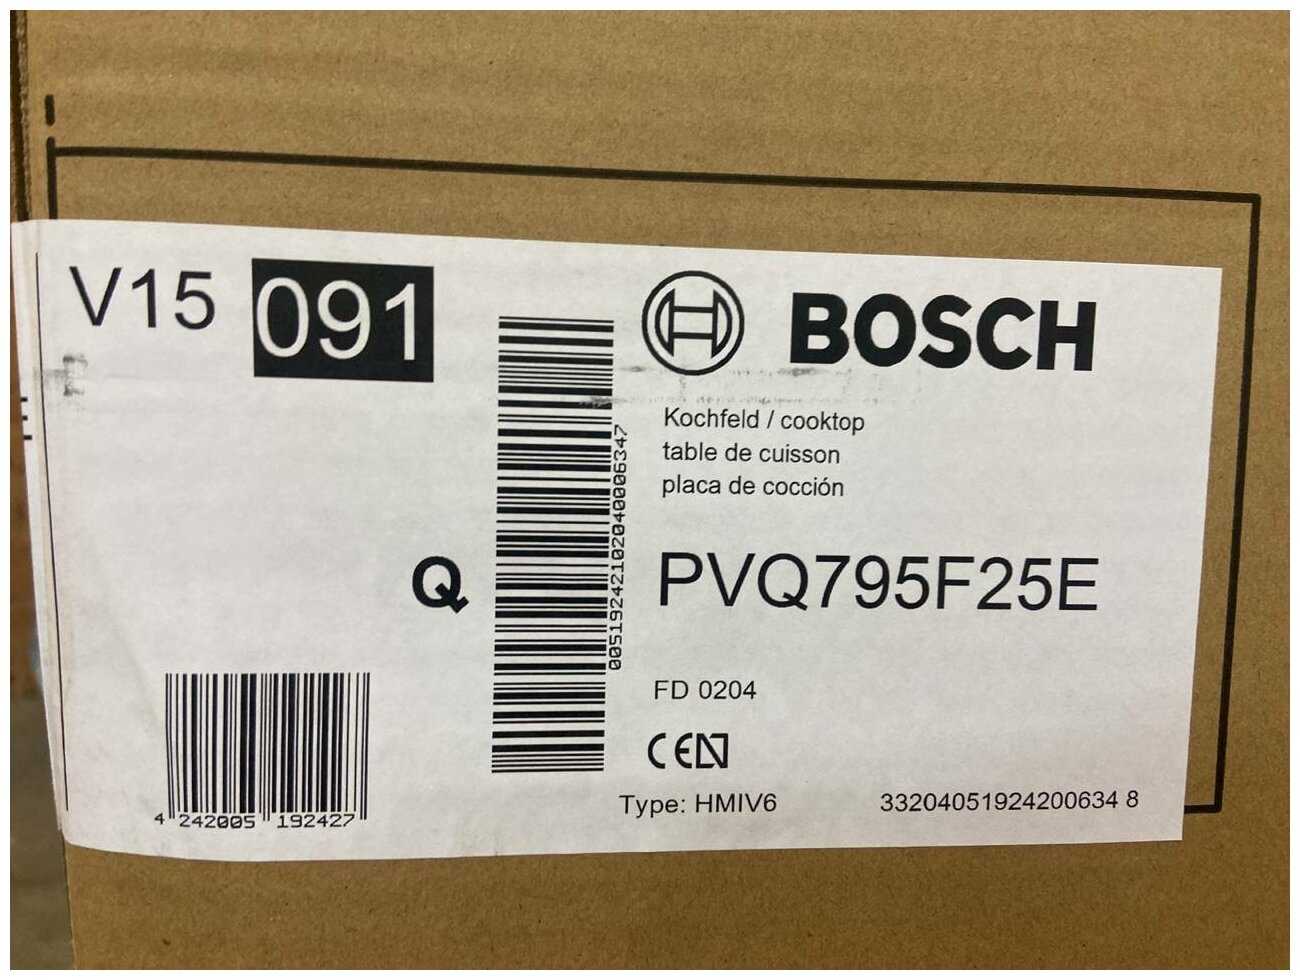 V15 091
BOSCH
Kochfeld / cooktop
table de cuisson
placa de cocción
Q
00519242102040006347
PVQ795F25E
FD 0204
CE
Type: HMIV6
33204051924200634 8
4 242005 192427